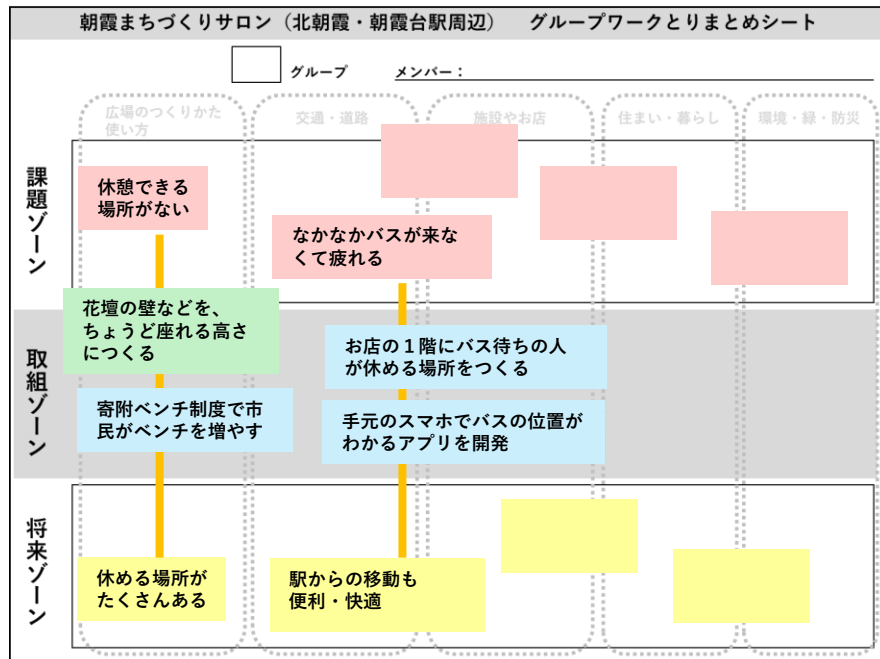 朝霞まちづくりサロン（北朝霞・朝霞台駅周辺）　グループワークとりまとめシート
グループ　メンバー：
広場のつくりかた
使い方
交通・道路
施設やお店
住まい・暮らし
環境・緑・防災
課題ゾーン
休憩できる
場所がない
なかなかバスが来な
くて疲れる
取組ゾーン
花壇の壁などを、
ちょうど座れる高さ
につくる
寄附ベンチ制度で市
民がベンチを増やす
お店の１階にバス待ちの人
が休める場所をつくる
手元のスマホでバスの位置が
わかるアプリを開発
将来ゾーン
休める場所が
たくさんある
駅からの移動も
便利・快適